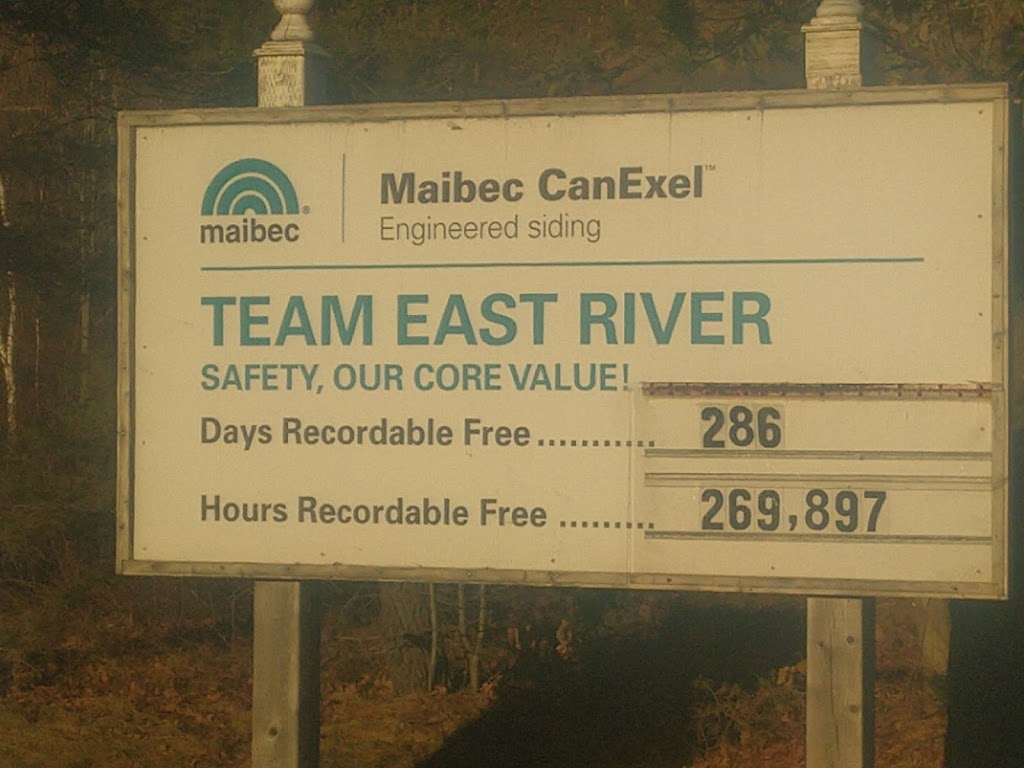 maibec®
Maibec CanExel™
Engineered siding
TEAM EAST RIVER
SAFETY, OUR CORE VALUE!
Days Recordable Free........... 286
Hours Recordable Free ......... 269,897